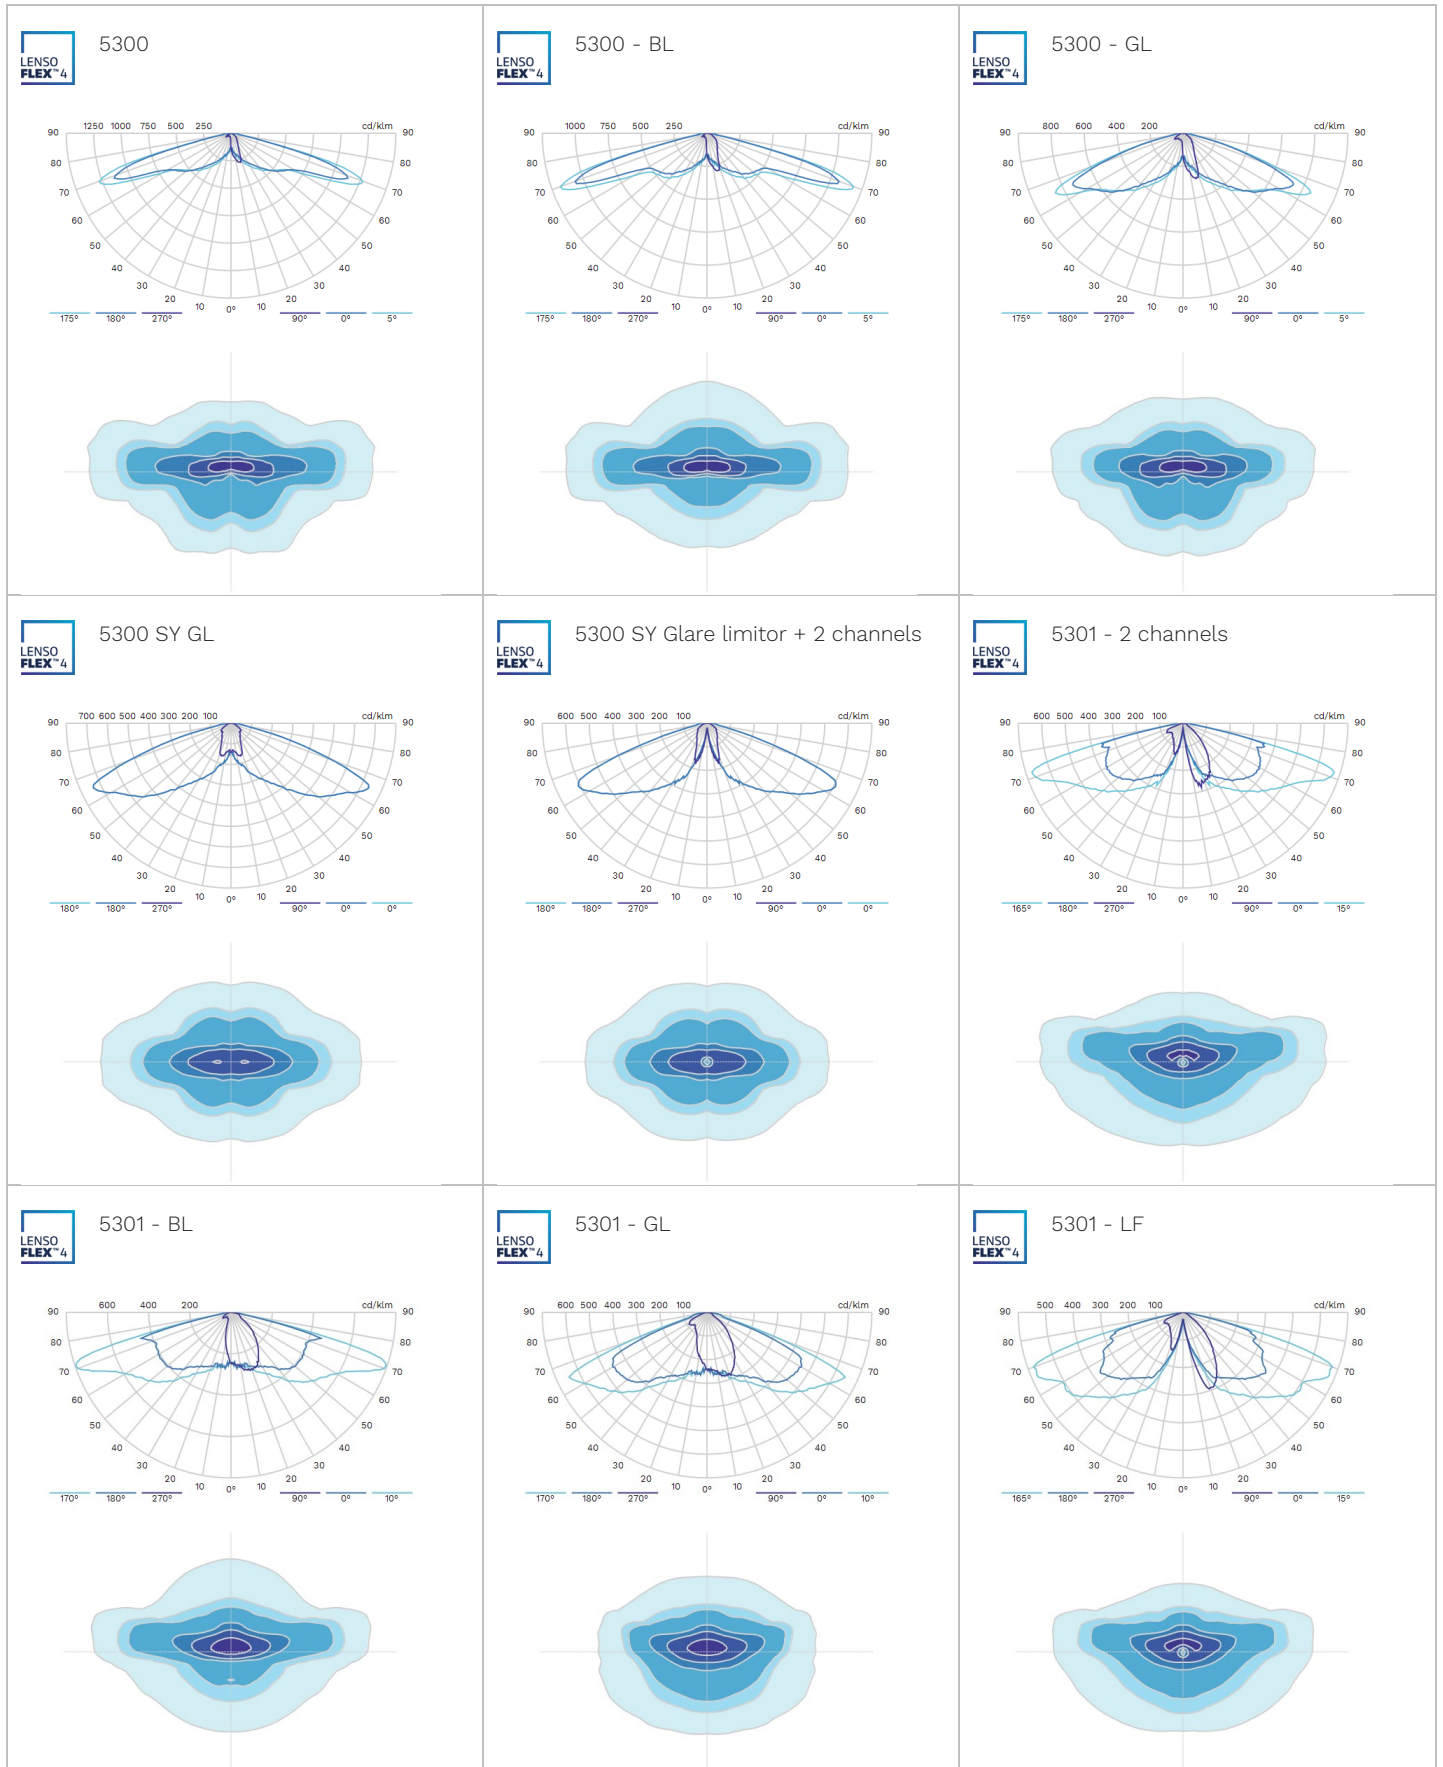 LENSO
FLEX™4
5300
90 1250 1000 750 500 250 cd/klm 90
80 80
70 70
60 60
50 50
40 40
30 30
20 10 0° 10 20
175° 180° 270° 90° 0° 5°
LENSO
FLEX™4
5300 - BL
90 1000 750 500 250 cd/klm 90
80 80
70 70
60 60
50 50
40 40
30 30
20 10 0° 10 20
175° 180° 270° 90° 0° 5°
LENSO
FLEX™4
5300 - GL
90 800 600 400 200 cd/klm 90
80 80
70 70
60 60
50 50
40 40
30 30
20 10 0° 10 20
175° 180° 270° 90° 0° 5°
LENSO
FLEX™4
5300 SY GL
90 700 600 500 400 300 200 100 cd/klm 90
80 80
70 70
60 60
50 50
40 40
30 30
20 10 0° 10 20
180° 180° 270° 90° 0° 0°
LENSO
FLEX™4
5300 SY Glare limitor + 2 channels
90 600 500 400 300 200 100 cd/klm 90
80 80
70 70
60 60
50 50
40 40
30 30
20 10 0° 10 20
180° 180° 270° 90° 0° 0°
LENSO
FLEX™4
5301 - 2 channels
90 600 500 400 300 200 100 cd/klm 90
80 80
70 70
60 60
50 50
40 40
30 30
20 10 0° 10 20
165° 180° 270° 90° 0° 15°
LENSO
FLEX™4
5301 - BL
90 600 400 200 cd/klm 90
80 80
70 70
60 60
50 50
40 40
30 30
20 10 0° 10 20
170° 180° 270° 90° 0° 10°
LENSO
FLEX™4
5301 - GL
90 600 500 400 300 200 100 cd/klm 90
80 80
70 70
60 60
50 50
40 40
30 30
20 10 0° 10 20
170° 180° 270° 90° 0° 10°
LENSO
FLEX™4
5301 - LF
90 500 400 300 200 100 cd/klm 90
80 80
70 70
60 60
50 50
40 40
30 30
20 10 0° 10 20
165° 180° 270° 90° 0° 15°